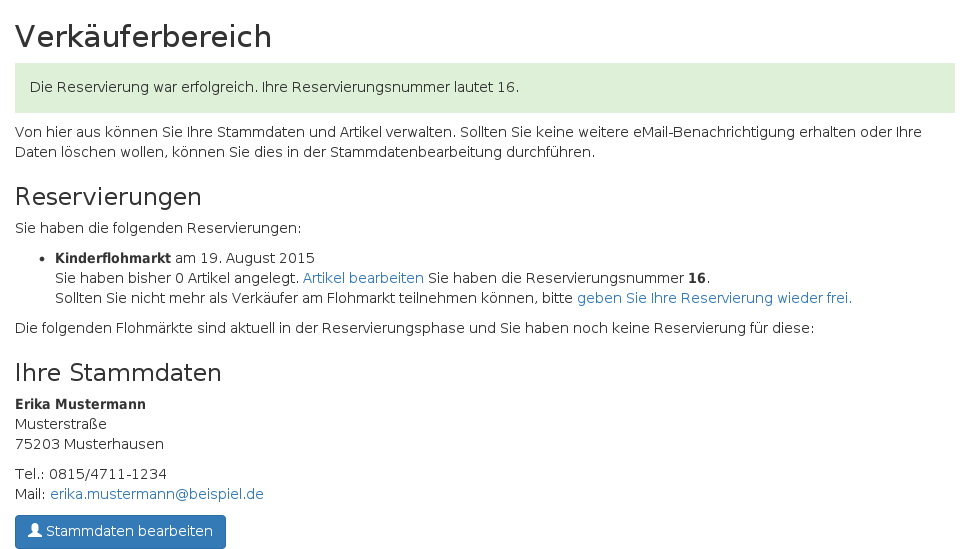 Verkäuferbereich
Die Reservierung war erfolgreich. Ihre Reservierungsnummer lautet 16.
Von hier aus können Sie Ihre Stammdaten und Artikel verwalten. Sollten Sie keine weitere eMail-Benachrichtigung erhalten oder Ihre
Daten löschen wollen, können Sie dies in der Stammdatenbearbeitung durchführen.
Reservierungen
Sie haben die folgenden Reservierungen:
• Kinderflohmarkt am 19. August 2015
Sie haben bisher 0 Artikel angelegt. Artikel bearbeiten Sie haben die Reservierungsnummer 16.
Sollten Sie nicht mehr als Verkäufer am Flohmarkt teilnehmen können, bitte geben Sie Ihre Reservierung wieder frei.
Die folgenden Flohmärkte sind aktuell in der Reservierungsphase und Sie haben noch keine Reservierung für diese:
Ihre Stammdaten
Erika Mustermann
Musterstraße
75203 Musterhausen
Tel.: 0815/4711-1234
Mail: erika.mustermann@beispiel.de
Stammdaten bearbeiten